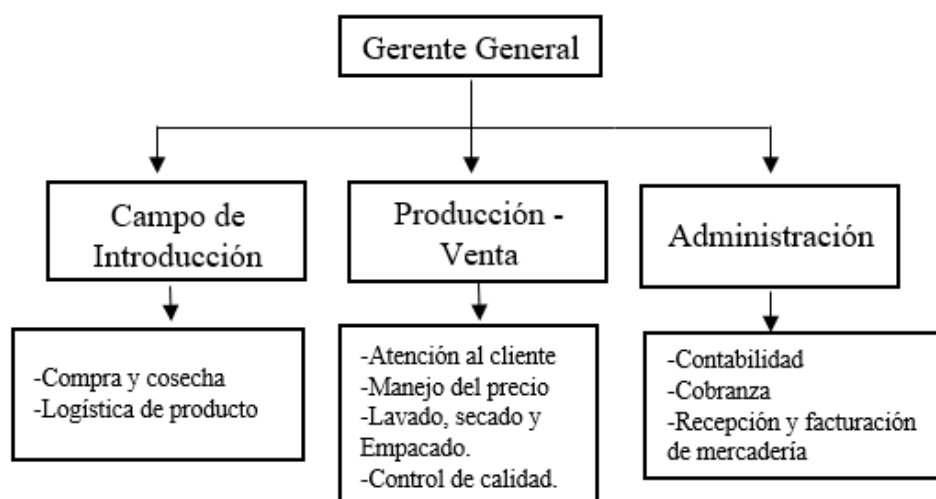 Gerente General
Campo de
Introducción
Producción -
Venta
Administración
-Compra y cosecha
-Logística de producto
-Atención al cliente
-Manejo del precio
-Lavado, secado y
Empacado.
-Control de calidad.
-Contabilidad
-Cobranza
-Recepción y facturación
de mercadería